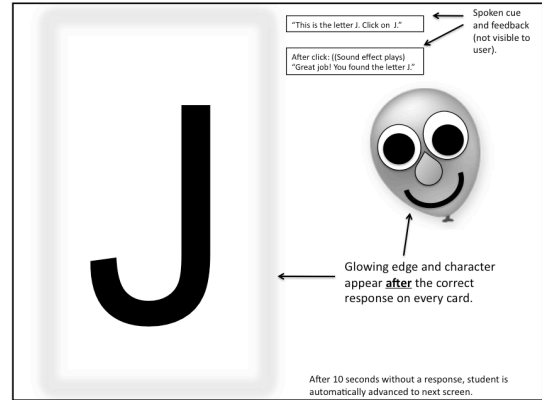 "This is the letter J. Click on J."
Spoken cue
and feedback
(not visible to
user).
After click: ((Sound effect plays)
"Great job! You found the letter J."
J
Glowing edge and character
appear after the correct
response on every card.
After 10 seconds without a response, student is
automatically advanced to next screen.